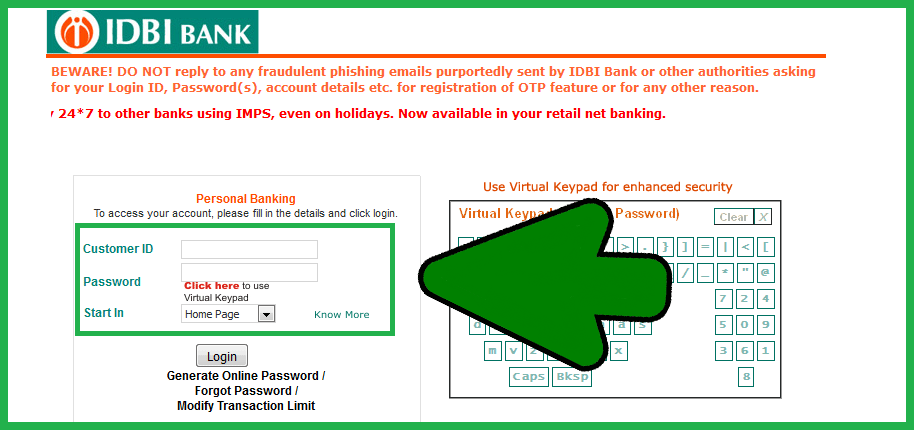 IDBI BANK
BEWARE! DO NOT reply to any fraudulent phishing emails purportedly sent by IDBI Bank or other authorities asking
for your Login ID, Password(s), account details etc. for registration of OTP feature or for any other reason.
24*7 to other banks using IMPS, even on holidays. Now available in your retail net banking.
Personal Banking
To access your account, please fill in the details and click login.
Customer ID
Password
Click here to use
Virtual Keypad
Start In
Home Page
Know More
Login
Generate Online Password /
Forgot Password /
Modify Transaction Limit
Use Virtual Keypad for enhanced security
Virtual Keypad Password)
Clear X
> . } ] = | < [
/ _ * " @
7 2 4
d a s 5 0 9
m v z x 3 6 1
Caps Bksp 8